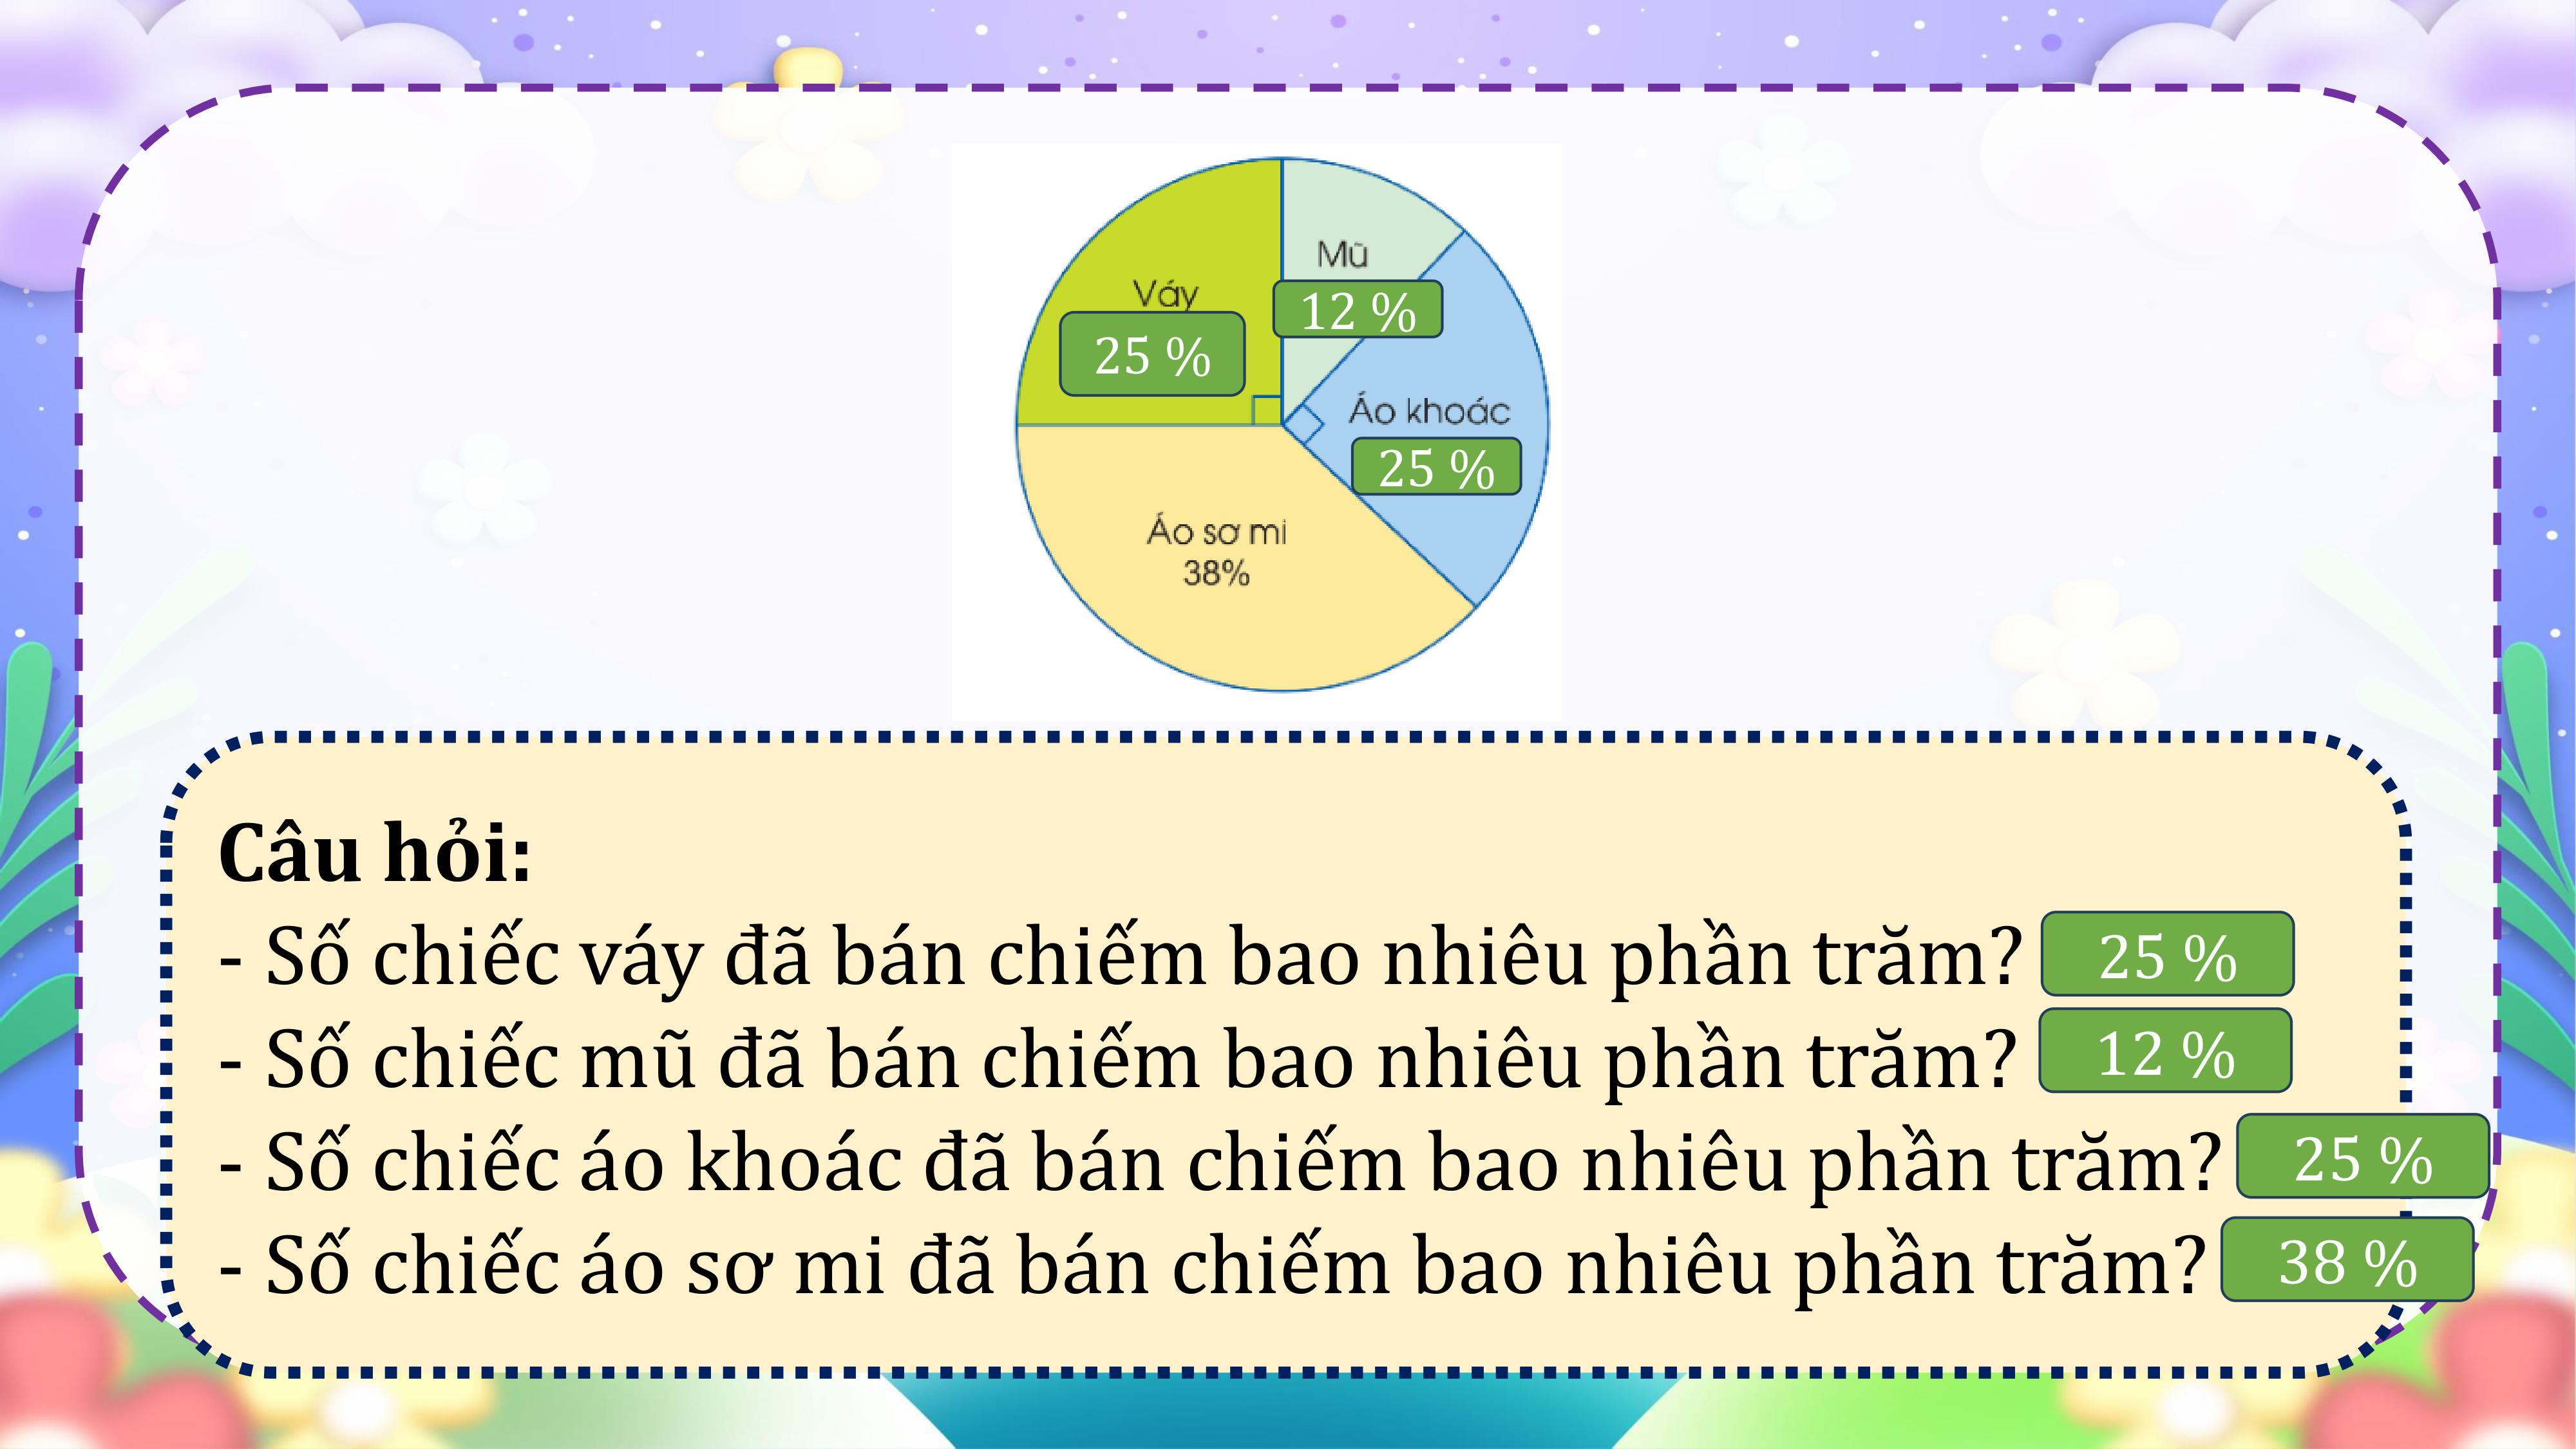 Mũ
12 %
Váy
25 %
Áo khoác
25 %
Áo sơ mi
38%
Câu hỏi:
- Số chiếc váy đã bán chiếm bao nhiêu phần trăm? 25 %
- Số chiếc mũ đã bán chiếm bao nhiêu phần trăm? 12 %
- Số chiếc áo khoác đã bán chiếm bao nhiêu phần trăm? 25 %
- Số chiếc áo sơ mi đã bán chiếm bao nhiêu phần trăm? 38 %